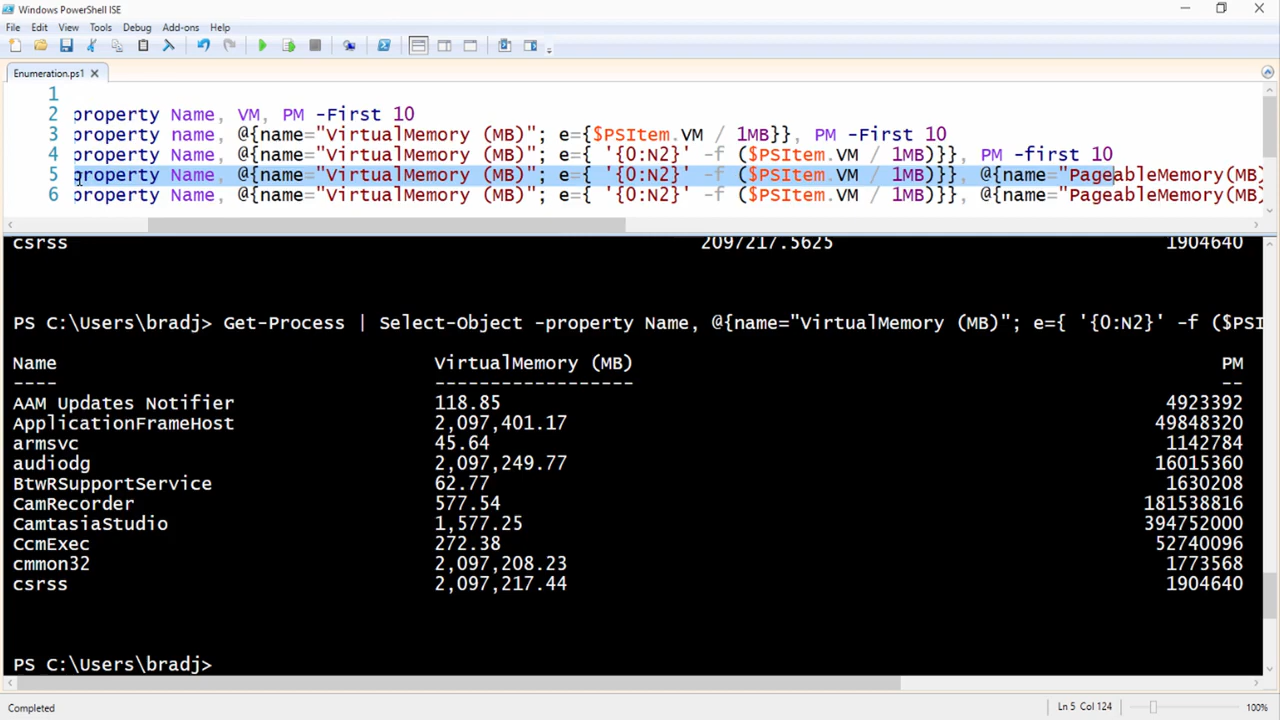 Windows PowerShell ISE
File Edit View Tools Debug Add-ons Help
Enumeration.ps1
1
2 property Name, VM, PM -First 10
3 property name, @{name="VirtualMemory (MB)"; e={$PSItem.VM / 1MB}}, PM -First 10
4 property Name, @{name="VirtualMemory (MB)"; e={ '{0:N2}' -f ($PSItem.VM / 1MB)}}, PM -first 10
5 property Name, @{name="VirtualMemory (MB)"; e={ '{0:N2}' -f ($PSItem.VM / 1MB)}}, @{name="PageableMemory(MB)
6 property Name, @{name="VirtualMemory (MB)"; e={ '{0:N2}' -f ($PSItem.VM / 1MB)}}, @{name="PageableMemory(MB)
csrss 2097217.5625 1904640
PS C:\Users\bradj> Get-Process | Select-Object -property Name, @{name="VirtualMemory (MB)"; e={ '{0:N2}' -f ($PSI
Name VirtualMemory (MB) PM
---- ------------------ --
AAM Updates Notifier 118.85 4923392
ApplicationFrameHost 2,097,401.17 49848320
armsvc 45.64 1142784
audiodg 2,097,249.77 16015360
BtwRSupportService 62.77 1630208
CamRecorder 577.54 181538816
CamtasiaStudio 1,577.25 394752000
CcmExec 272.38 52740096
cmmon32 2,097,208.23 1773568
csrss 2,097,217.44 1904640
PS C:\Users\bradj>
Completed Ln 5 Col 124 100%